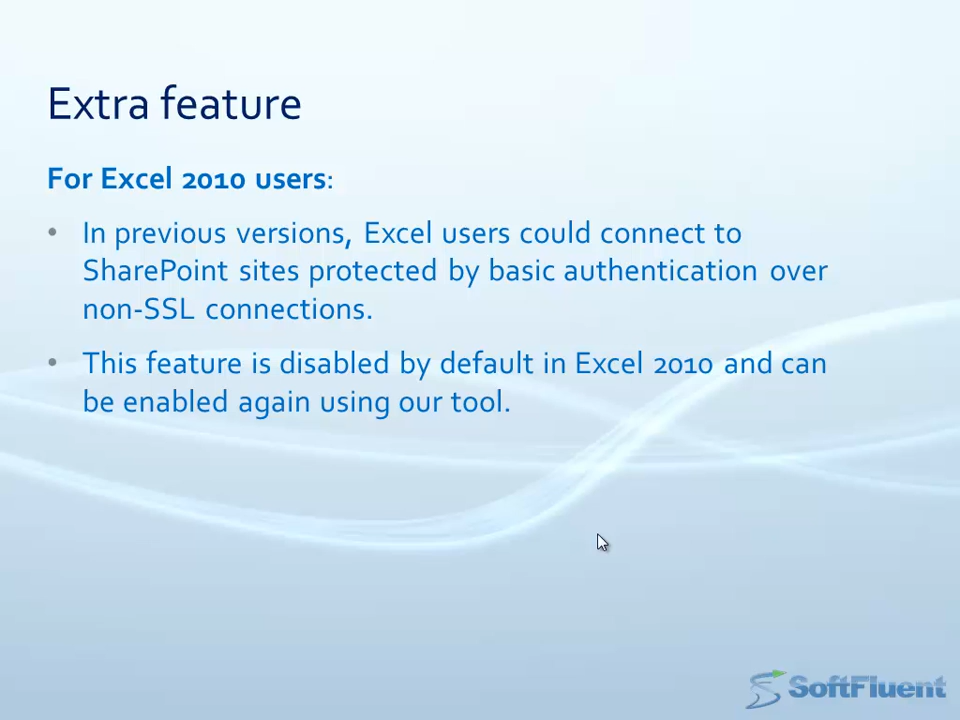 Extra feature
For Excel 2010 users:
• In previous versions, Excel users could connect to
SharePoint sites protected by basic authentication over
non-SSL connections.
• This feature is disabled by default in Excel 2010 and can
be enabled again using our tool.
SoftFluent